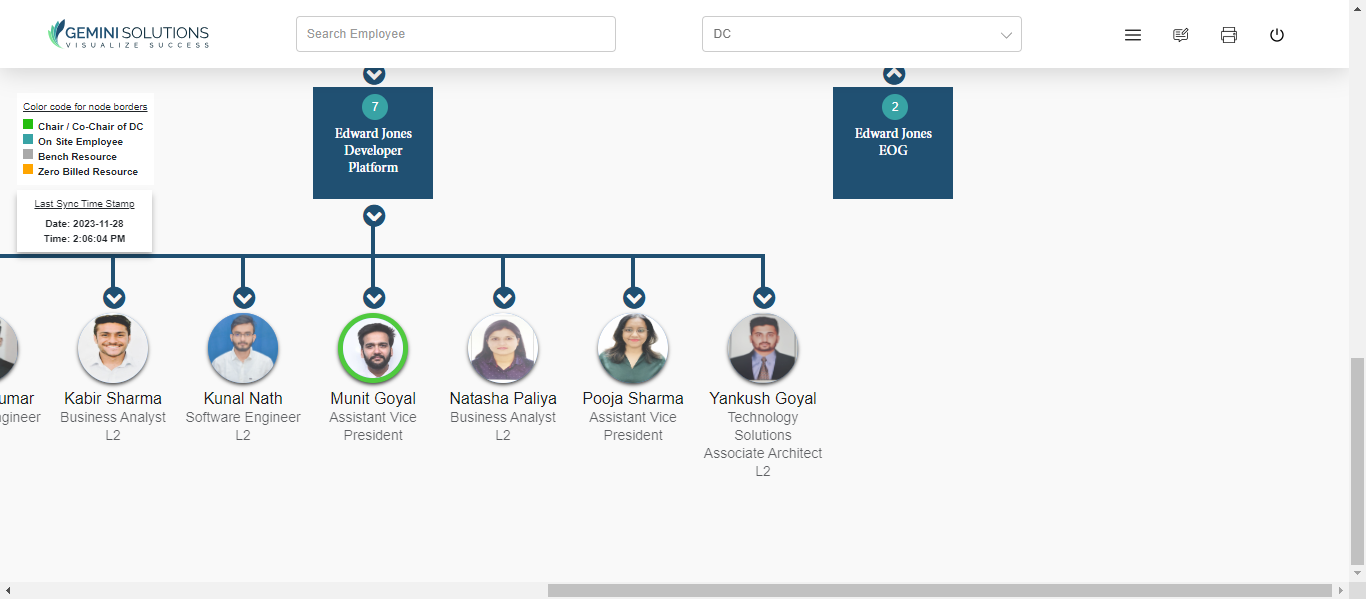 GEMINI SOLUTIONS
VISUALIZE SUCCESS
Search Employee
DC
Color code for node borders
Chair / Co-Chair of DC
On Site Employee
Bench Resource
Zero Billed Resource
Last Sync Time Stamp
Date: 2023-11-28
Time: 2:06:04 PM
7
Edward Jones
Developer
Platform
2
Edward Jones
EOG
Kabir Sharma
Business Analyst
L2
Kunal Nath
Software Engineer
L2
Munit Goyal
Assistant Vice
President
Natasha Paliya
Business Analyst
L2
Pooja Sharma
Assistant Vice
President
Yankush Goyal
Technology
Solutions
Associate Architect
L2